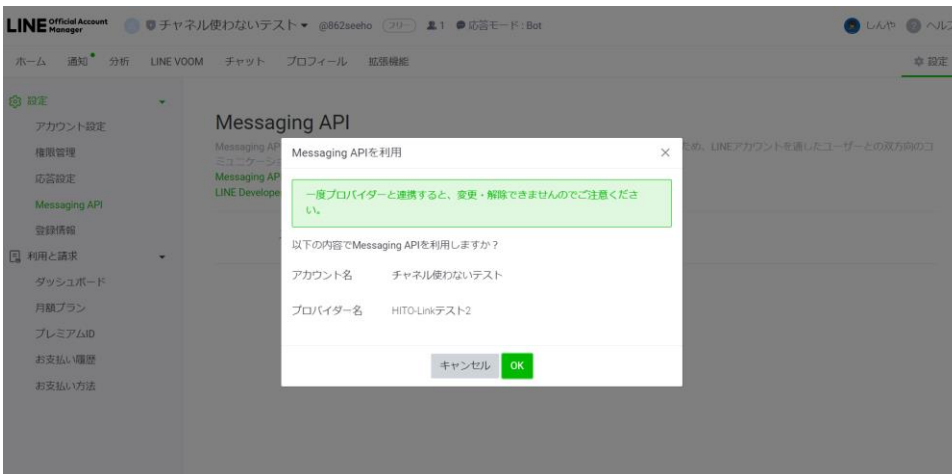 LINE Official Account Manager
チャネル使わないテスト @862seeho フリー 1 応答モード : Bot
しんや ヘルプ
ホーム 通知 分析 LINE VOOM チャット プロフィール 拡張機能 設定
設定
アカウント設定
権限管理
応答設定
Messaging API
登録情報
利用と請求
ダッシュボード
月額プラン
プレミアムID
お支払い履歴
お支払い方法
Messaging API
Messaging AP
ため、LINEアカウントを通したユーザーとの双方向のコ
ミュニケーショ
Messaging AP
LINE Develope
Messaging APIを利用
一度プロバイダーと連携すると、変更・解除できませんのでご注意くださ
い。
以下の内容でMessaging APIを利用しますか？
アカウント名 チャネル使わないテスト
プロバイダー名 HITO-Linkテスト2
キャンセル OK